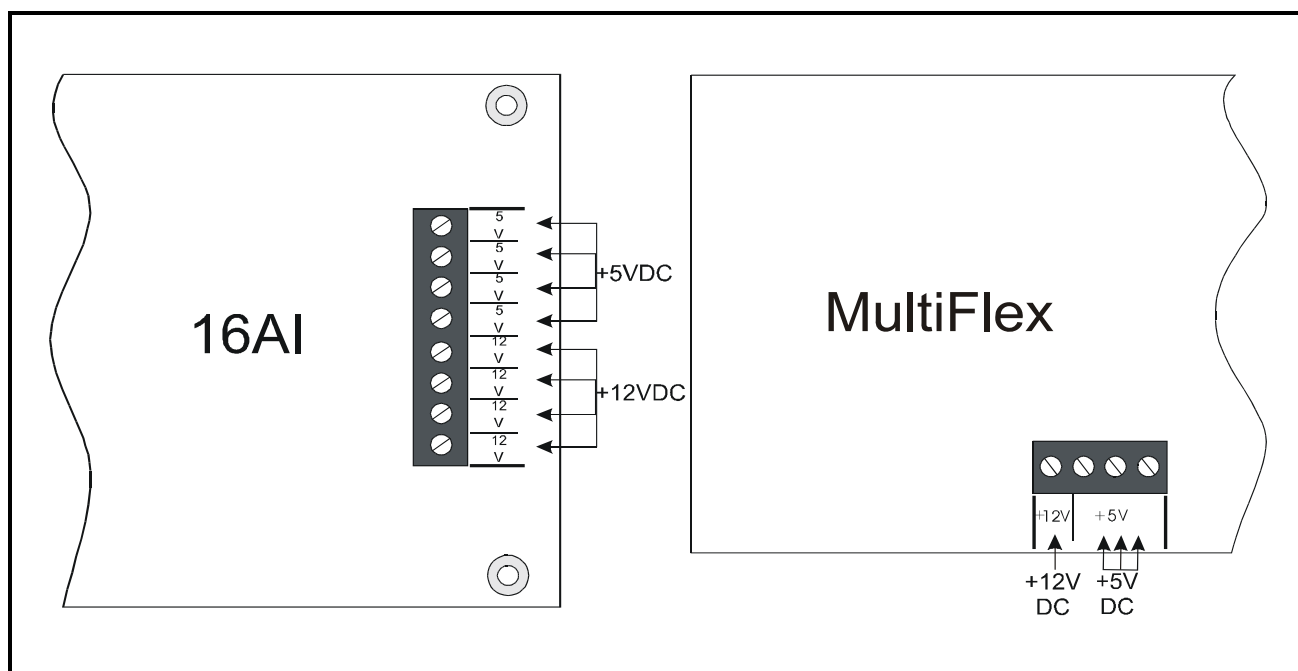 16AI
5
V
5
V
5
V
5
V
12
V
12
V
12
V
12
V
+5VDC
+12VDC
MultiFlex
+12V +5V
+12V
DC
+5V
DC